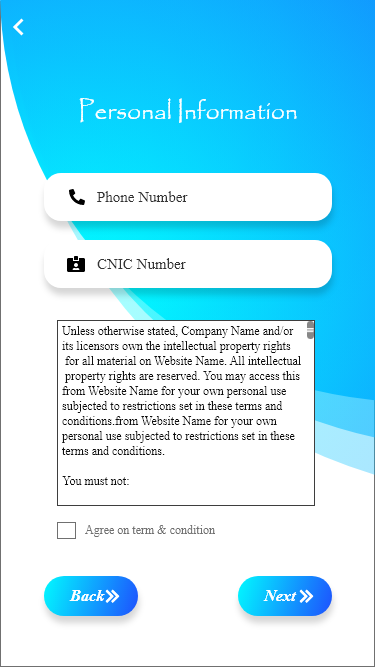 Personal Information
Phone Number
CNIC Number
Unless otherwise stated, Company Name and/or
its licensors own the intellectual property rights
for all material on Website Name. All intellectual
property rights are reserved. You may access this
from Website Name for your own personal use
subjected to restrictions set in these terms and
conditions.from Website Name for your own
personal use subjected to restrictions set in these
terms and conditions.
You must not:
Agree on term & condition
Back
Next